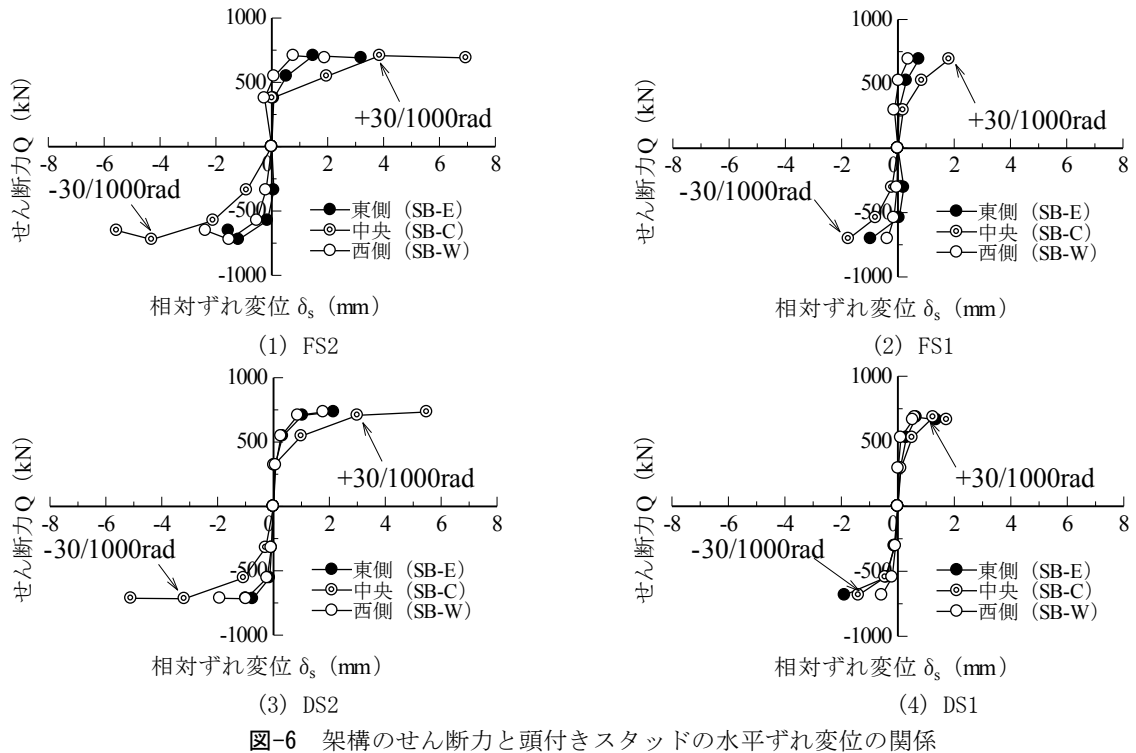 1000
500
0
-500
-1000
-8 -6 -4 -2 0 2 4 6 8
せん断力Q (kN)
+30/1000rad
-30/1000rad
東側 (SB-E)
中央 (SB-C)
西側 (SB-W)
相対ずれ変位 δs (mm)
(1) FS2
1000
500
0
-500
-1000
-8 -6 -4 -2 0 2 4 6 8
せん断力Q (kN)
+30/1000rad
-30/1000rad
東側 (SB-E)
中央 (SB-C)
西側 (SB-W)
相対ずれ変位 δs (mm)
(2) FS1
1000
500
0
-500
-1000
-8 -6 -4 -2 0 2 4 6 8
せん断力Q (kN)
+30/1000rad
-30/1000rad
東側 (SB-E)
中央 (SB-C)
西側 (SB-W)
相対ずれ変位 δs (mm)
(3) DS2
1000
500
0
-500
-1000
-8 -6 -4 -2 0 2 4 6 8
せん断力Q (kN)
+30/1000rad
-30/1000rad
東側 (SB-E)
中央 (SB-C)
西側 (SB-W)
相対ずれ変位 δs (mm)
(4) DS1
図-6 架構のせん断力と頭付きスタッドの水平ずれ変位の関係